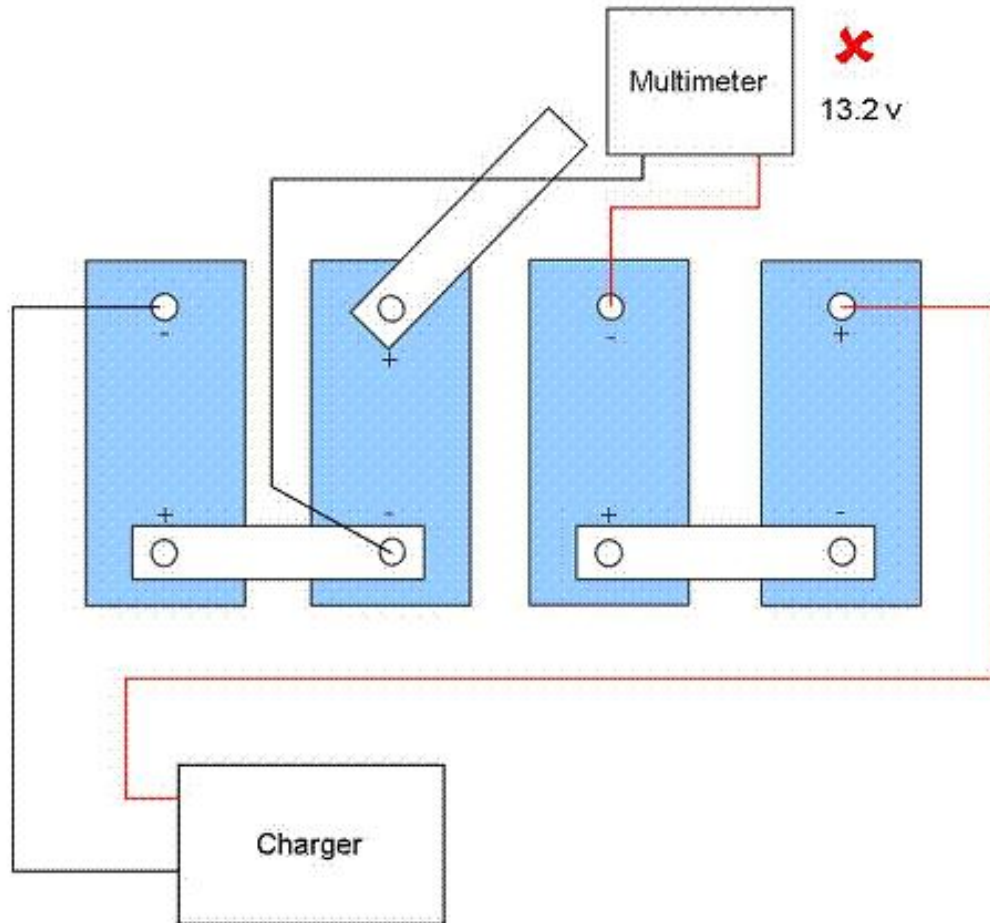 Multimeter
13.2 v
- + - +
+ - + -
Charger